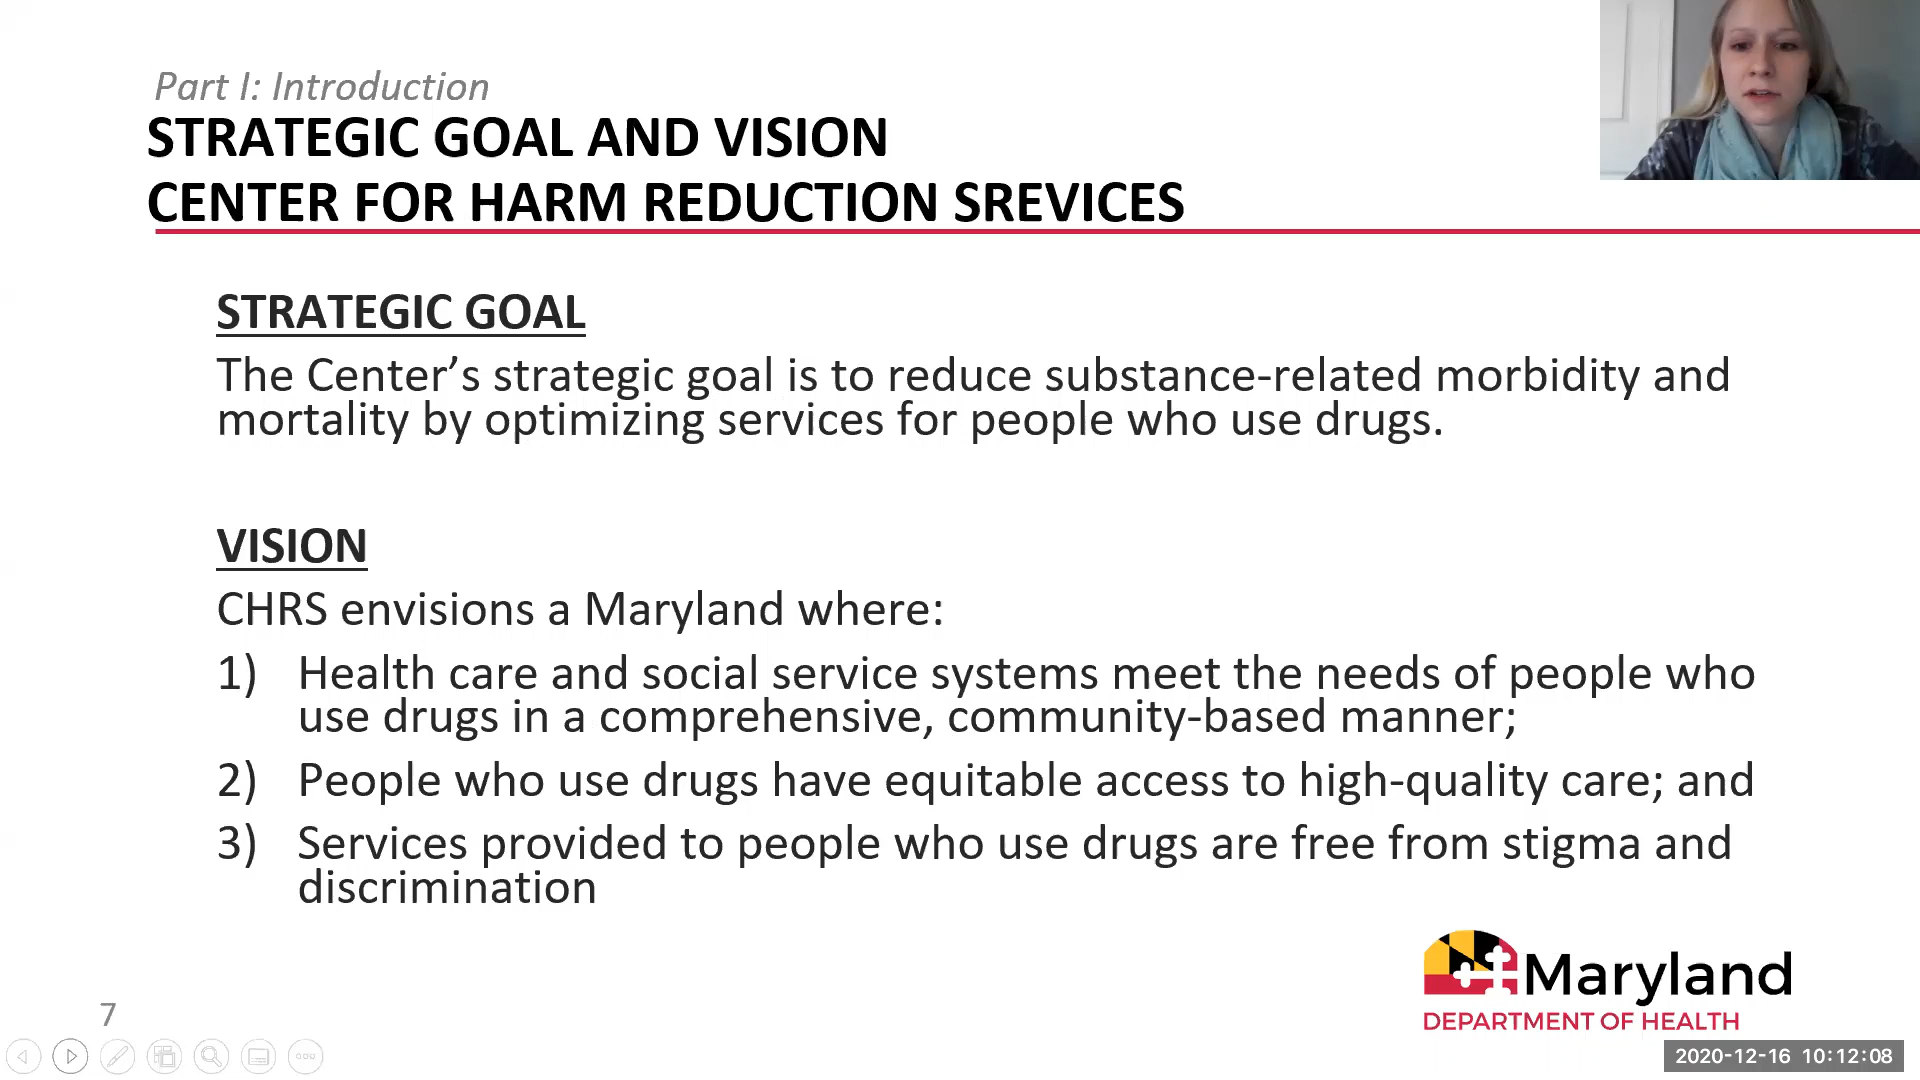 Part I: Introduction
STRATEGIC GOAL AND VISION
CENTER FOR HARM REDUCTION SREVICES
STRATEGIC GOAL
The Center’s strategic goal is to reduce substance-related morbidity and
mortality by optimizing services for people who use drugs.
VISION
CHRS envisions a Maryland where:
1) Health care and social service systems meet the needs of people who
use drugs in a comprehensive, community-based manner;
2) People who use drugs have equitable access to high-quality care; and
3) Services provided to people who use drugs are free from stigma and
discrimination
Maryland
DEPARTMENT OF HEALTH
7
2020-12-16 10:12:08